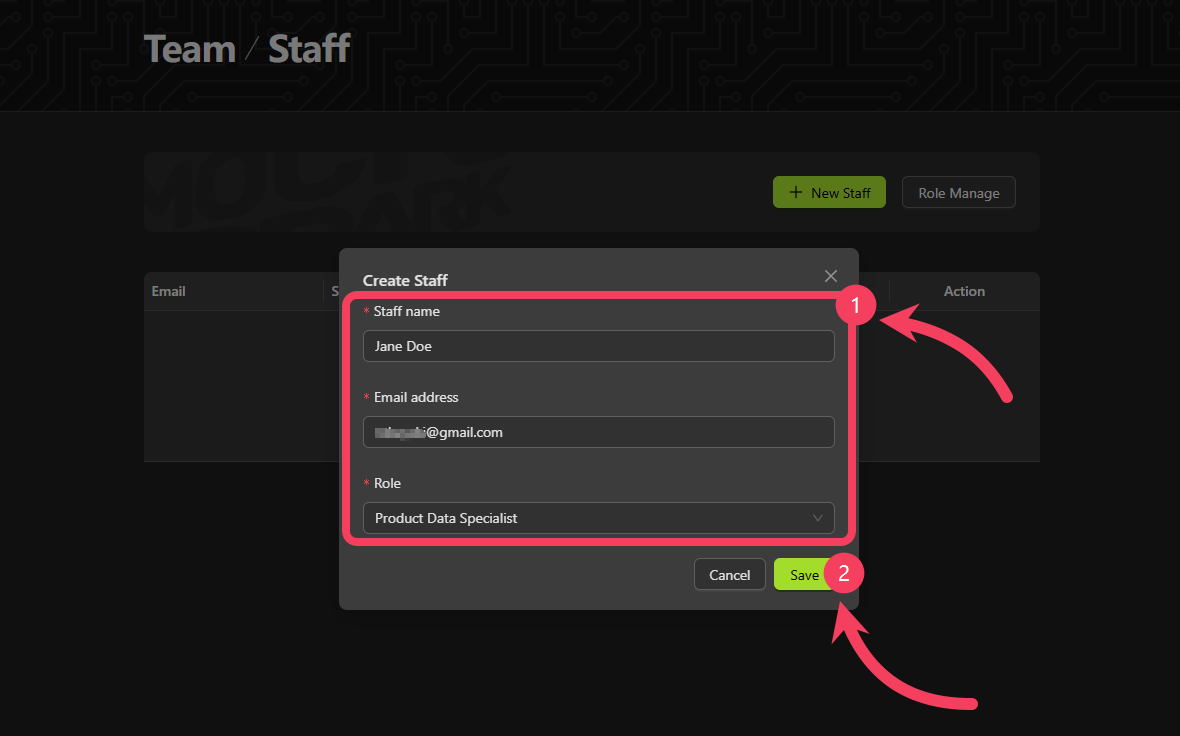 Team / Staff
+ New Staff
Role Manage
Email
S
Action
Create Staff
1
* Staff name
Jane Doe
* Email address
@gmail.com
* Role
Product Data Specialist
Cancel
Save
2